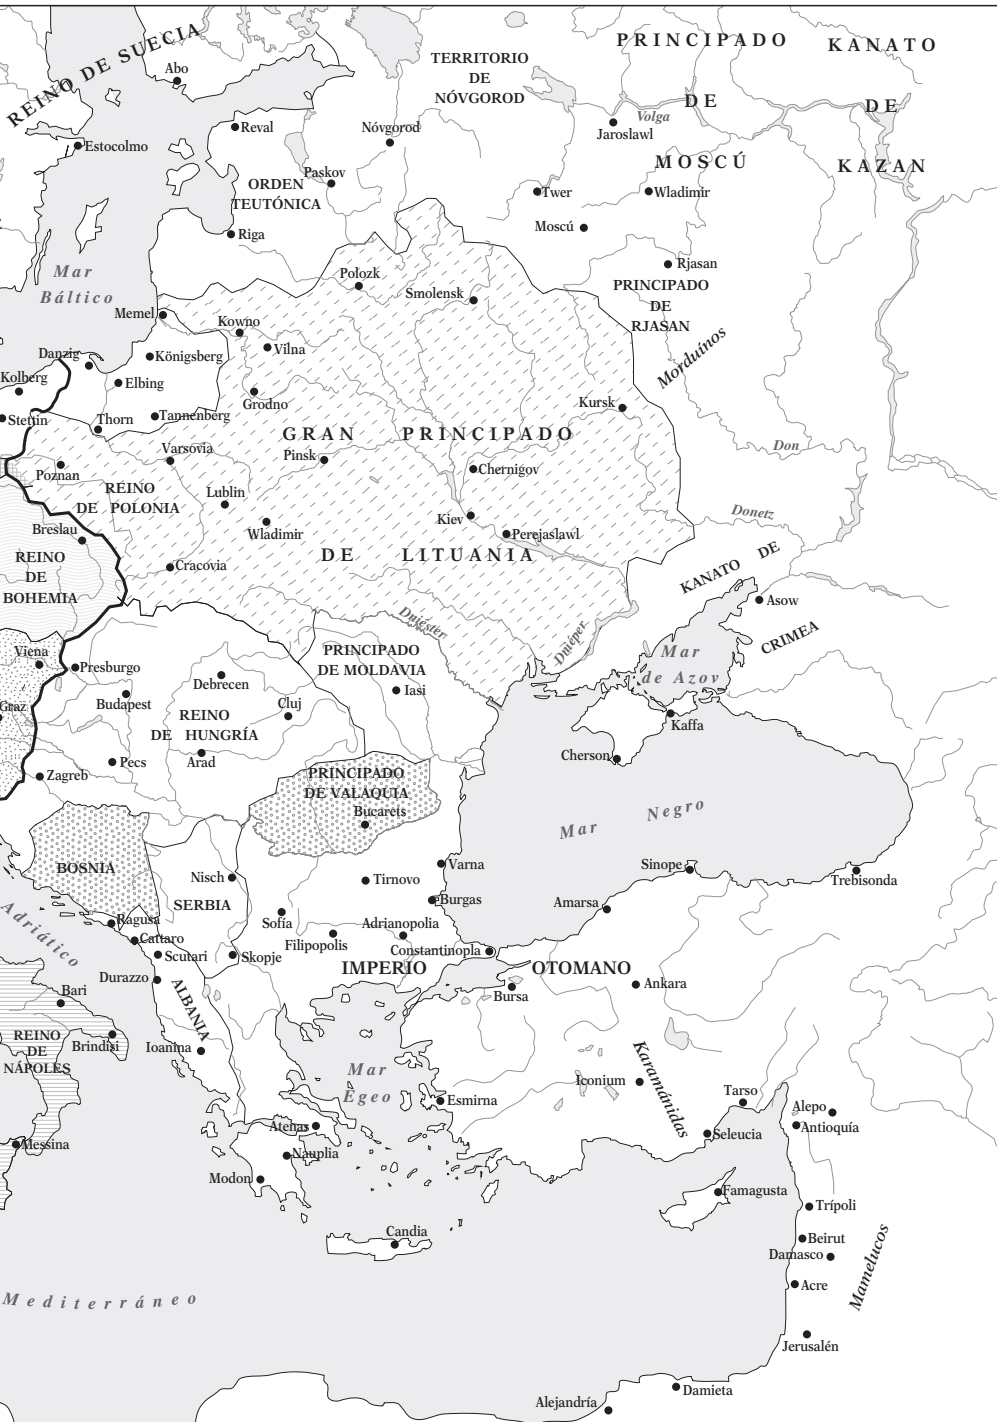 REINO DE SUECIA
Abo
TERRITORIO
DE
NÓVGOROD
PRINCIPADO
DE
MOSCÚ
KANATO
DE
KAZAN
Volga
Jaroslawl
Reval
Nóvgorod
Estocolmo
Paskov
ORDEN
TEUTÓNICA
Twer
Wladimir
Moscú
Riga
Rjasan
PRINCIPADO
DE
RJASAN
Morduínos
Mar
Báltico
Polozk
Smolensk
Memel
Kowno
Vilna
Danzig
Königsberg
Kolberg
Elbing
Grodno
Kursk
Stettin
Thorn
Tannenberg
GRAN PRINCIPADO
DE LITUANIA
Varsovia
Pinsk
Chernigov
Don
Poznan
REINO
DE POLONIA
Lublin
Wladimir
Kiev
Perejaslawl
Donetz
Breslau
REINO
DE
BOHEMIA
Cracovia
KANATO DE
CRIMEA
Asow
Dniéster
Dniéper
Viena
Presburgo
PRINCIPADO
DE MOLDAVIA
Mar
de Azov
Debrecen
Iasi
Graz
Budapest
Cluj
REINO
DE HUNGRÍA
Kaffa
Cherson
Pecs
Arad
Zagreb
PRINCIPADO
DE VALAQUIA
Bucarets
Mar Negro
BOSNIA
Nisch
SERBIA
Tirnovo
Varna
Sinope
Trebisonda
Burgas
Amarsa
Adriático
Ragusa
Sofía
Adrianopolia
Cattaro
Filipopolis
Constantinopla
Scutari
Skopje
IMPERIO OTOMANO
Durazzo
ALBANIA
Bursa
Ankara
Bari
REINO
DE
NÁPOLES
Brindisi
Ioanina
Mar
Egeo
Iconium
Karamánidas
Esmirna
Tarso
Alepo
Atenas
Antioquía
Seleucia
Messina
Nauplia
Modon
Famagusta
Trípoli
Candia
Beirut
Damasco
Mamelucos
Acre
Mediterráneo
Jerusalén
Damieta
Alejandría